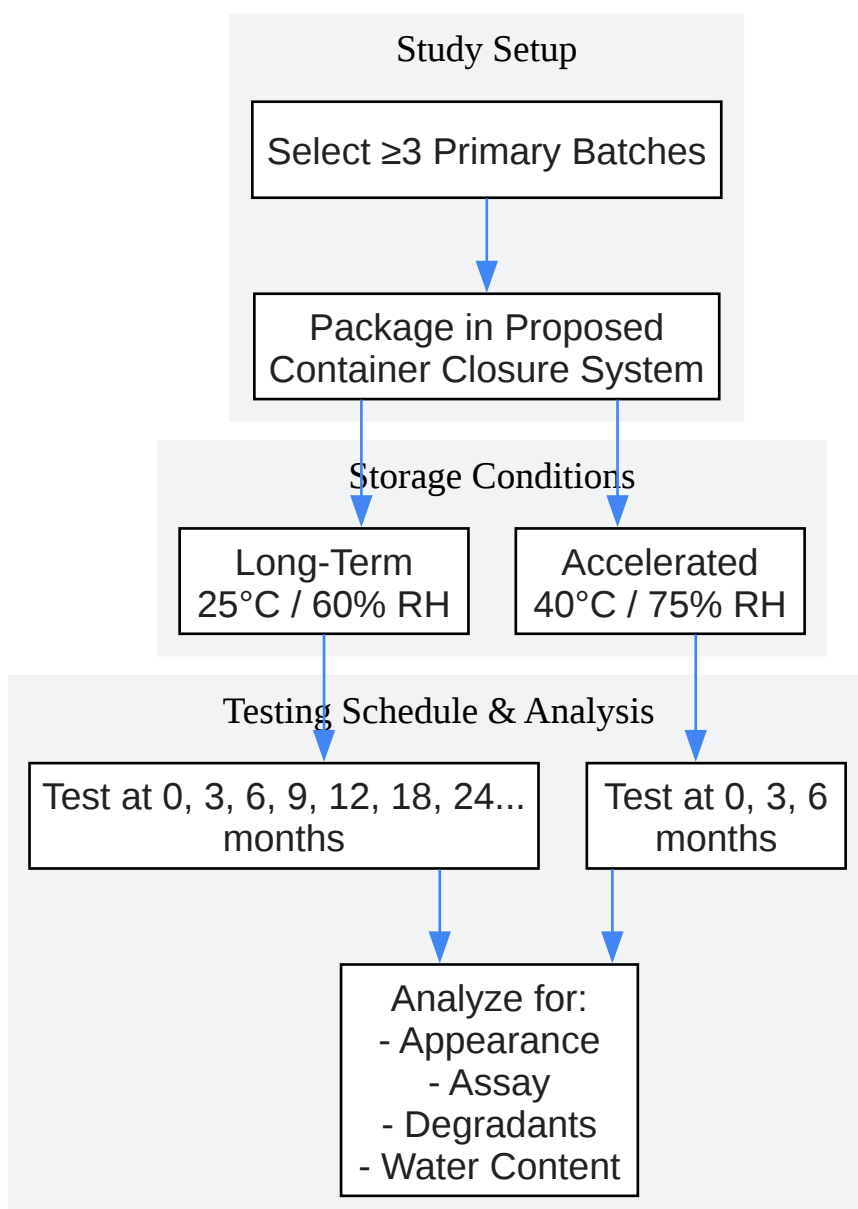 Study Setup
Select ≥3 Primary Batches
Package in Proposed
Container Closure System
Storage Conditions
Long-Term
25°C / 60% RH
Accelerated
40°C / 75% RH
Testing Schedule & Analysis
Test at 0, 3, 6, 9, 12, 18, 24...
months
Test at 0, 3, 6
months
Analyze for:
- Appearance
- Assay
- Degradants
- Water Content